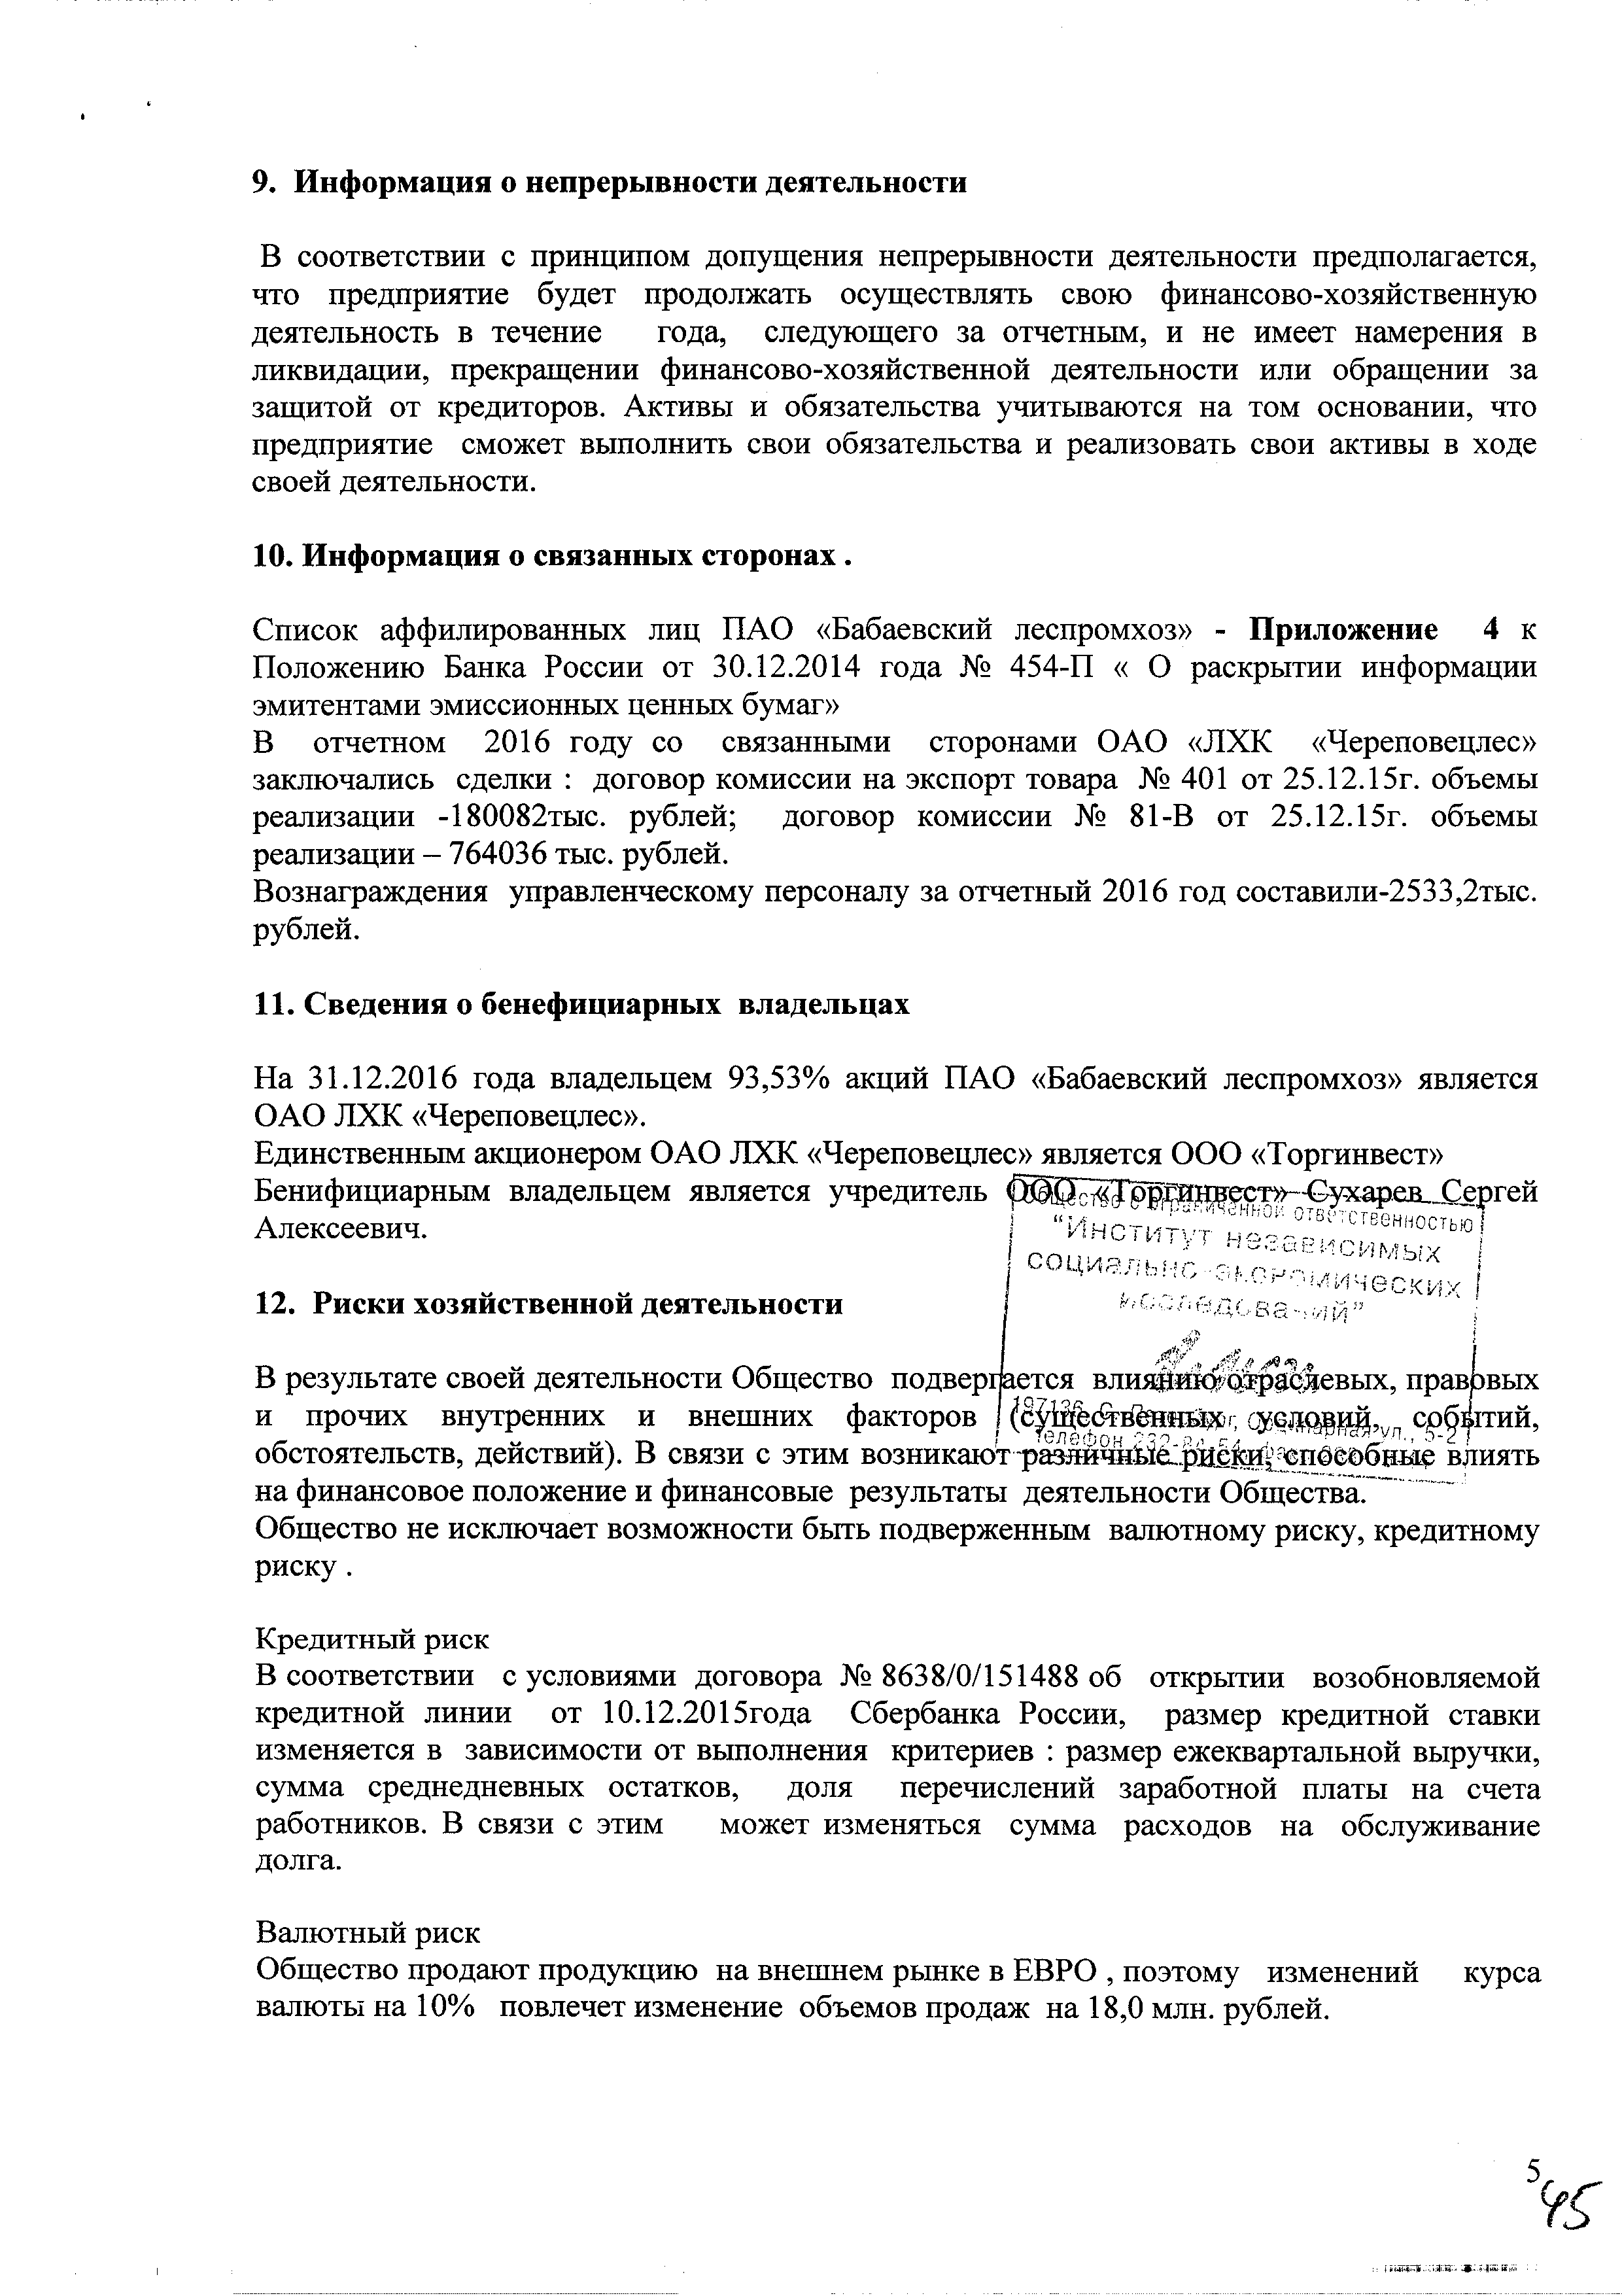 9. Информация о непрерывности деятельности
В соответствии с принципом допущения непрерывности деятельности предполагается,
что предприятие будет продолжать осуществлять свою финансово-хозяйственную
деятельность в течение года, следующего за отчетным, и не имеет намерения в
ликвидации, прекращении финансово-хозяйственной деятельности или обращении за
защитой от кредиторов. Активы и обязательства учитываются на том основании, что
предприятие сможет выполнить свои обязательства и реализовать свои активы в ходе
своей деятельности.
10. Информация о связанных сторонах .
Список аффилированных лиц ПАО «Бабаевский леспромхоз» - Приложение 4 к
Положению Банка России от 30.12.2014 года № 454-П « О раскрытии информации
эмитентами эмиссионных ценных бумаг»
В отчетном 2016 году со связанными сторонами ОАО «ЛХК «Череповецлес»
заключались сделки : договор комиссии на экспорт товара № 401 от 25.12.15г. объемы
реализации -180082тыс. рублей; договор комиссии № 81-В от 25.12.15г. объемы
реализации – 764036 тыс. рублей.
Вознаграждения управленческому персоналу за отчетный 2016 год составили-2533,2тыс.
рублей.
11. Сведения о бенефициарных владельцах
На 31.12.2016 года владельцем 93,53% акций ПАО «Бабаевский леспромхоз» является
ОАО ЛХК «Череповецлес».
Единственным акционером ОАО ЛХК «Череповецлес» является ООО «Торгинвест»
Бенифициарным владельцем является учредитель ООО «Торгинвест» Сухарев Сергей
Алексеевич.
Общество с ограниченной ответственностью
"Институт независимых
социально-экономических
исследований"
12. Риски хозяйственной деятельности
В результате своей деятельности Общество подвергается влиянию отраслевых, правовых
и прочих внутренних и внешних факторов (существенных условий, событий,
обстоятельств, действий). В связи с этим возникают различные риски, способные влиять
на финансовое положение и финансовые результаты деятельности Общества.
197136, ул., 5-2
Телефон
Общество не исключает возможности быть подверженным валютному риску, кредитному
риску .
Кредитный риск
В соответствии с условиями договора № 8638/0/151488 об открытии возобновляемой
кредитной линии от 10.12.2015года Сбербанка России, размер кредитной ставки
изменяется в зависимости от выполнения критериев : размер ежеквартальной выручки,
сумма среднедневных остатков, доля перечислений заработной платы на счета
работников. В связи с этим может изменяться сумма расходов на обслуживание
долга.
Валютный риск
Общество продают продукцию на внешнем рынке в ЕВРО , поэтому изменений курса
валюты на 10% повлечет изменение объемов продаж на 18,0 млн. рублей.
5
45